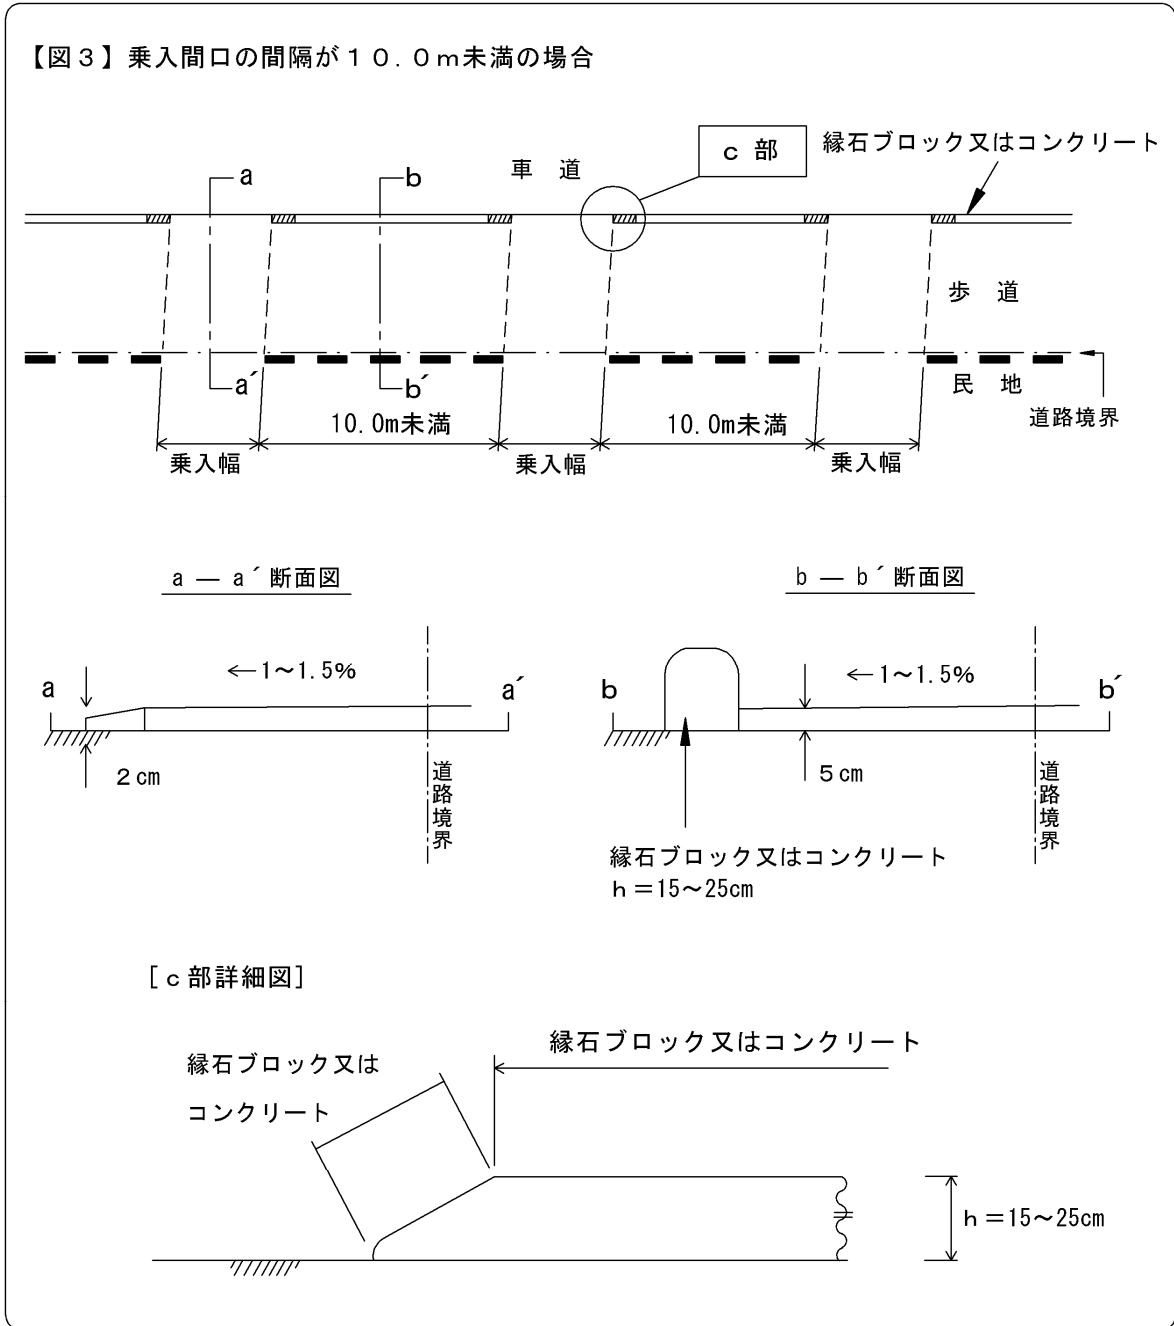 【図３】乗入間口の間隔が１０.０ｍ未満の場合
ｃ 部
縁石ブロック又はコンクリート
車 道
a
b
歩 道
a´
b´
民 地
道路境界
10.0m未満
10.0m未満
乗入幅
乗入幅
乗入幅
a ― a´断面図
b ― b´断面図
←1～1.5%
a
a´
2cm
道路境界
←1～1.5%
b
b´
5cm
道路境界
縁石ブロック又はコンクリート
ｈ＝15～25cm
［ｃ部詳細図］
縁石ブロック又は
コンクリート
縁石ブロック又はコンクリート
ｈ＝15～25cm